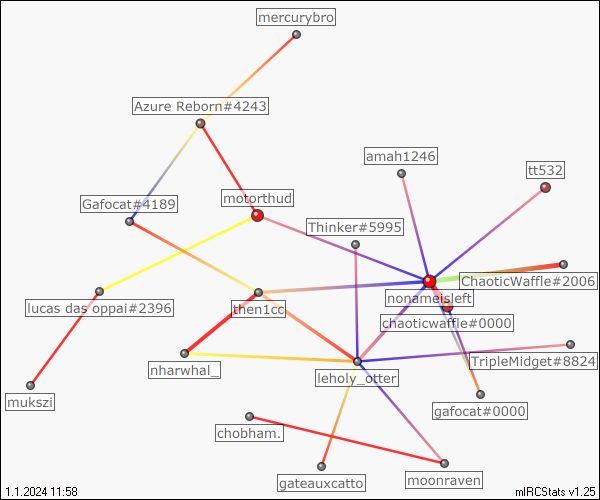 mercurybro
Azure Reborn#4243
amah1246
tt532
motorthud
Gafocat#4189
Thinker#5995
ChaoticWaffle#2006
nonameisleft
lucas das oppai#2396
then1cc
chaoticwaffle#0000
TripleMidget#8824
nharwhal_
leholy_otter
mukszi
gafocat#0000
chobham.
gateauxcatto
moonraven
1.1.2024 11:58
mIRCStats v1.25